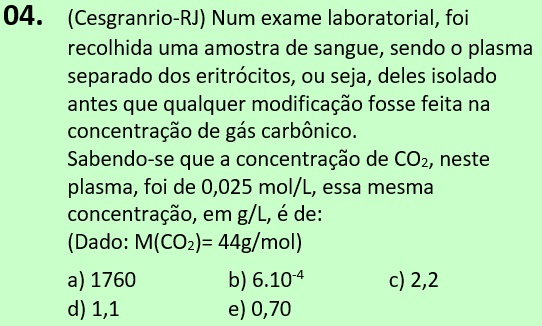 04. (Cesgranrio-RJ) Num exame laboratorial, foi
recolhida uma amostra de sangue, sendo o plasma
separado dos eritrócitos, ou seja, deles isolado
antes que qualquer modificação fosse feita na
concentração de gás carbônico.
Sabendo-se que a concentração de CO₂, neste
plasma, foi de 0,025 mol/L, essa mesma
concentração, em g/L, é de:
(Dado: M(CO₂)= 44g/mol)
a) 1760 b) 6.10⁻⁴ c) 2,2
d) 1,1 e) 0,70